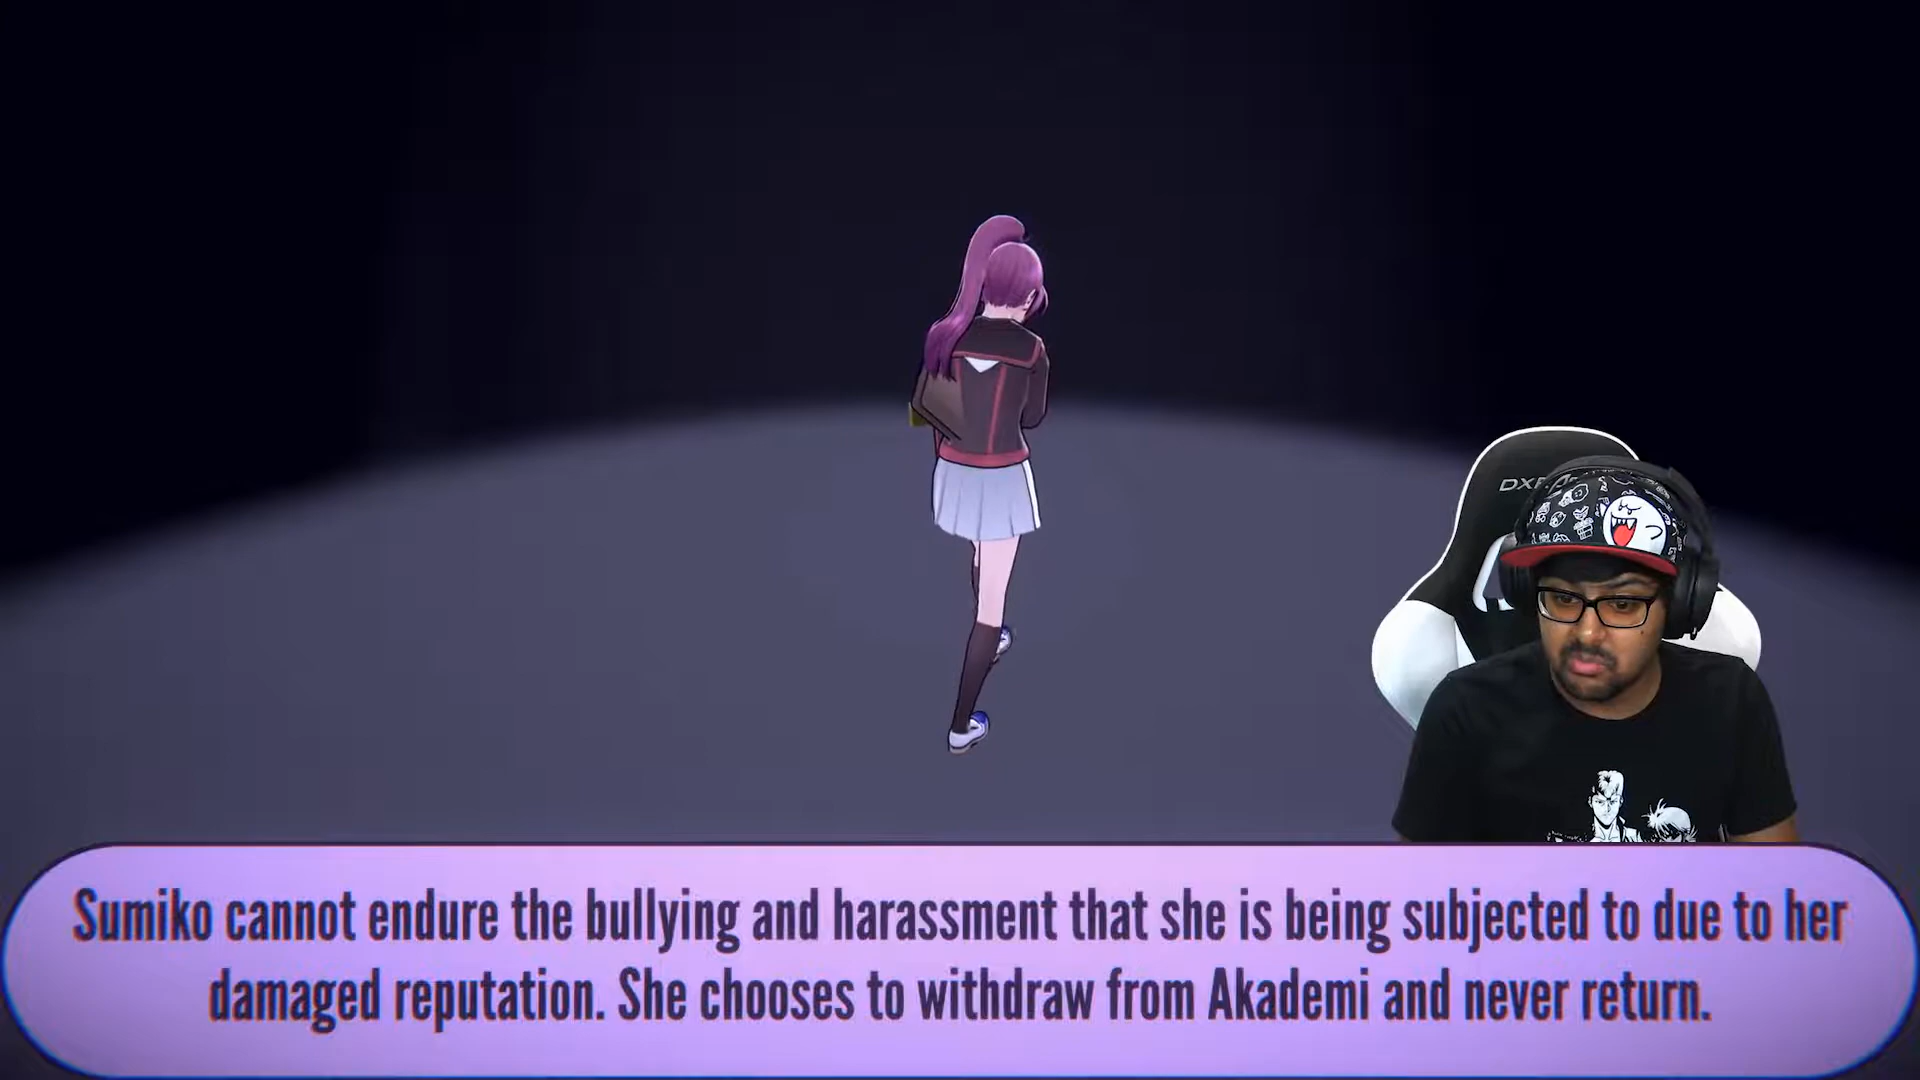 DXR
Sumiko cannot endure the bullying and harassment that she is being subjected to due to her
damaged reputation. She chooses to withdraw from Akademi and never return.